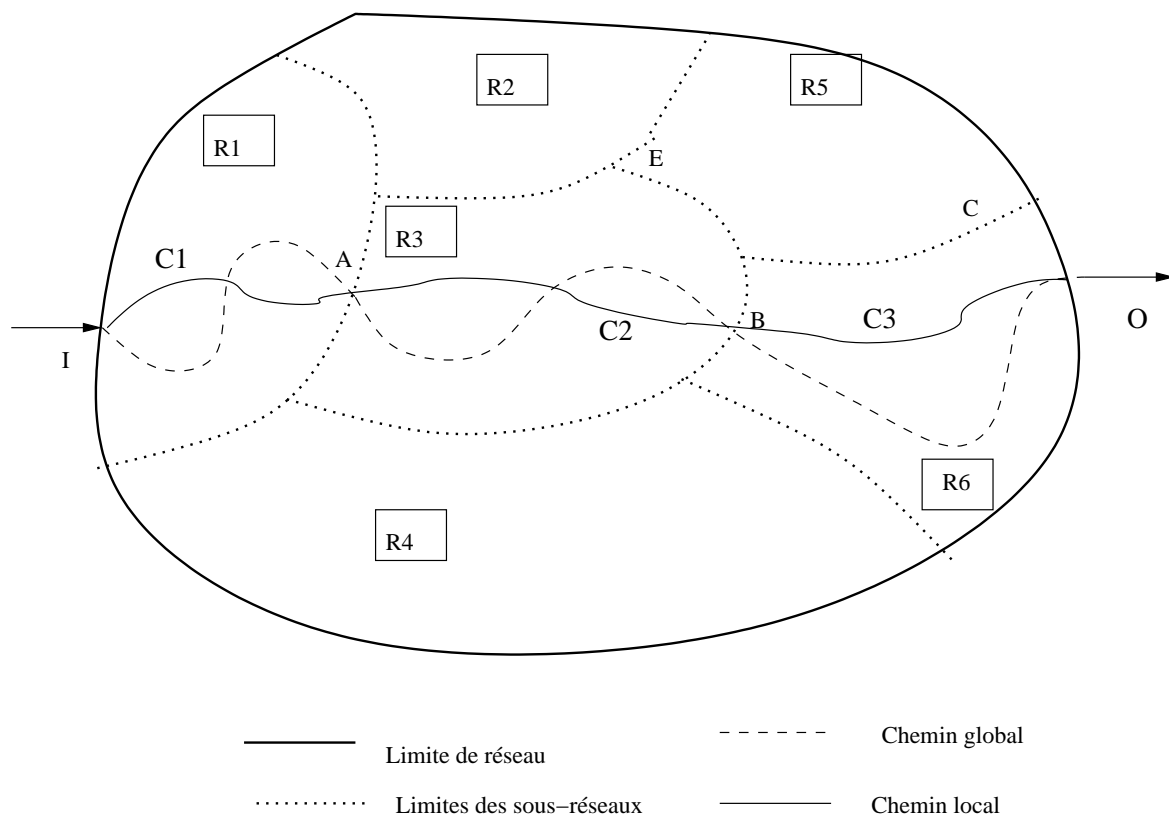 R2
R5
R1
E
C
R3
C1
A
I
C2
B
C3
O
R6
R4
Limite de réseau
Chemin global
Limites des sous−réseaux
Chemin local